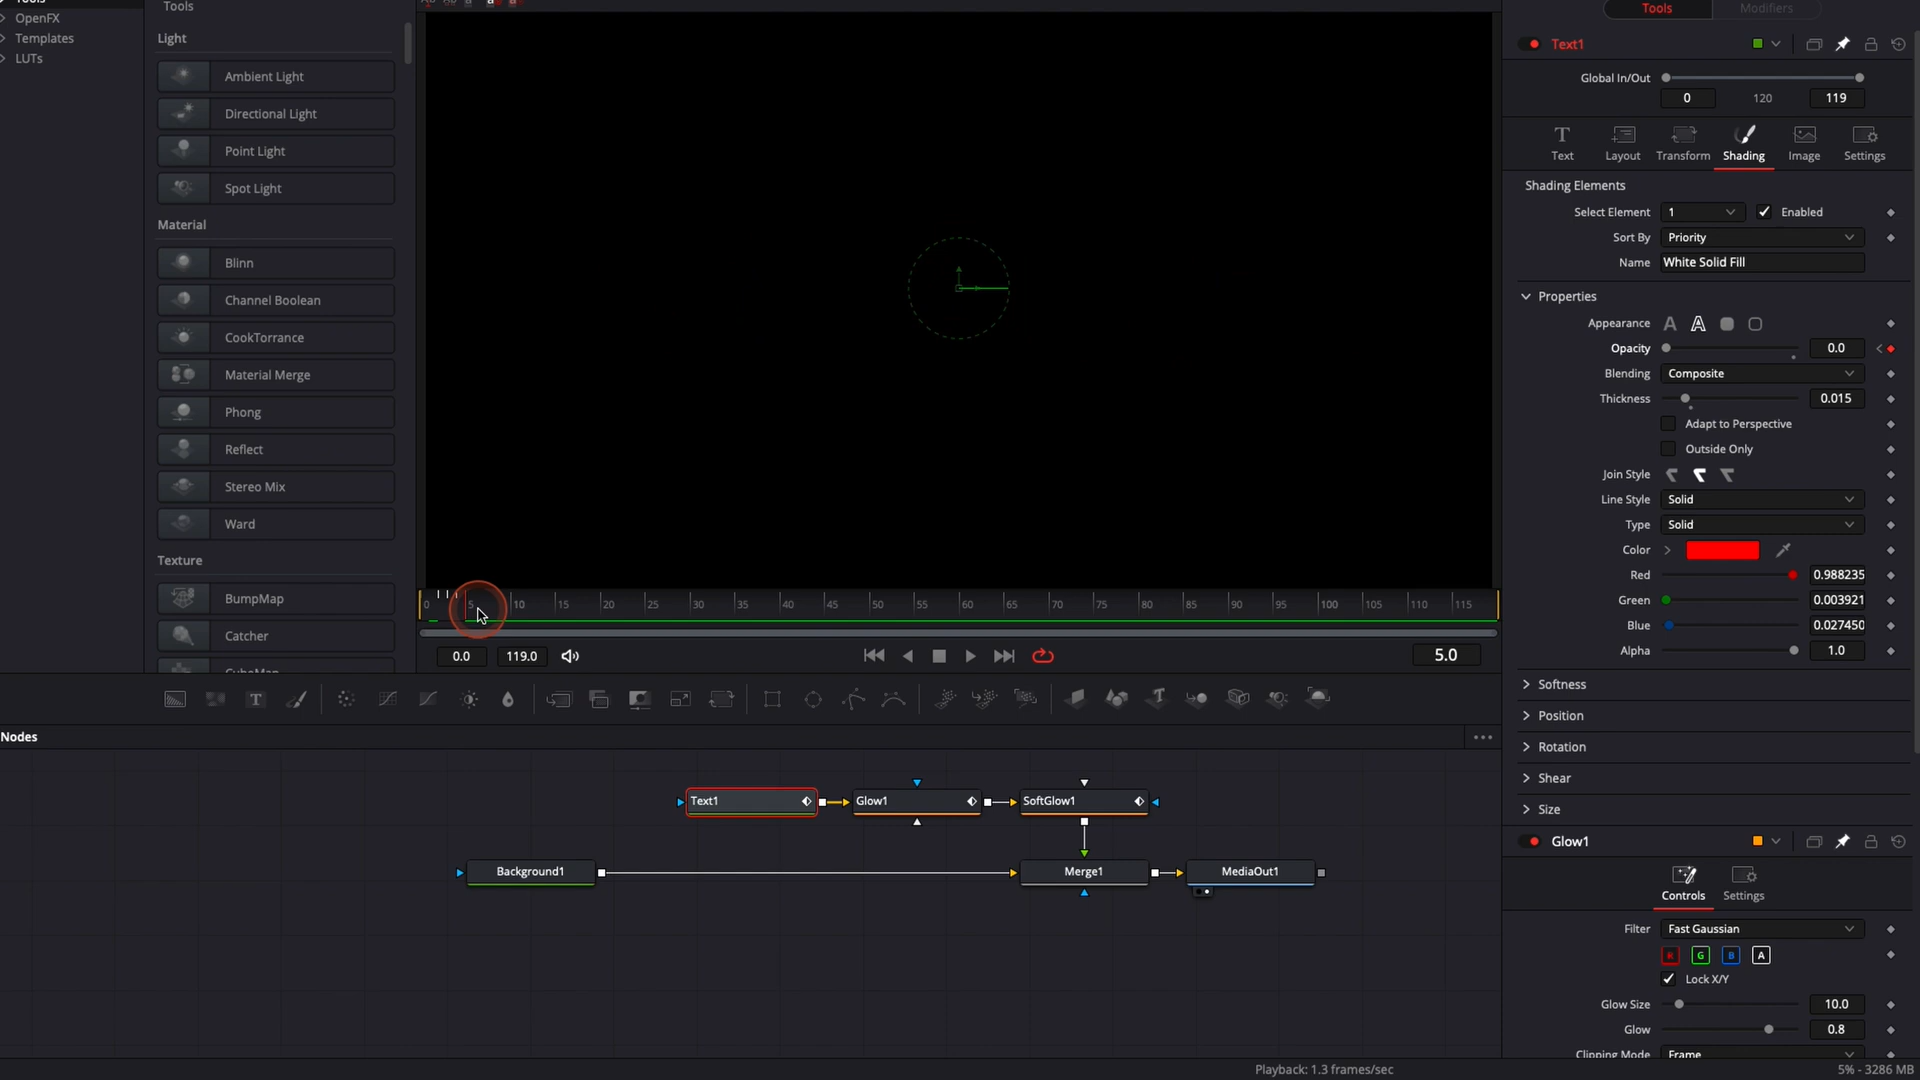 Tools
OpenFX
Templates
LUTs
Tools
Light
Ambient Light
Directional Light
Point Light
Spot Light
Material
Blinn
Channel Boolean
CookTorrance
Material Merge
Phong
Reflect
Stereo Mix
Ward
Texture
BumpMap
Catcher
CubeMap
0 5 10 15 20 25 30 35 40 45 50 55 60 65 70 75 80 85 90 95 100 105 110 115
0.0 119.0 5.0
Nodes
Text1 Glow1 SoftGlow1
Background1 Merge1 MediaOut1
Tools Modifiers
Text1
Global In/Out
0 120 119
Text Layout Transform Shading Image Settings
Shading Elements
Select Element 1 Enabled
Sort By Priority
Name White Solid Fill
Properties
Appearance
Opacity 0.0
Blending Composite
Thickness 0.015
Adapt to Perspective
Outside Only
Join Style
Line Style Solid
Type Solid
Color
Red 0.988235
Green 0.003921
Blue 0.027450
Alpha 1.0
Softness
Position
Rotation
Shear
Size
Glow1
Controls Settings
Filter Fast Gaussian
R G B A
Lock X/Y
Glow Size 10.0
Glow 0.8
Clipping Mode Frame
Playback: 1.3 frames/sec 5% - 3286 MB